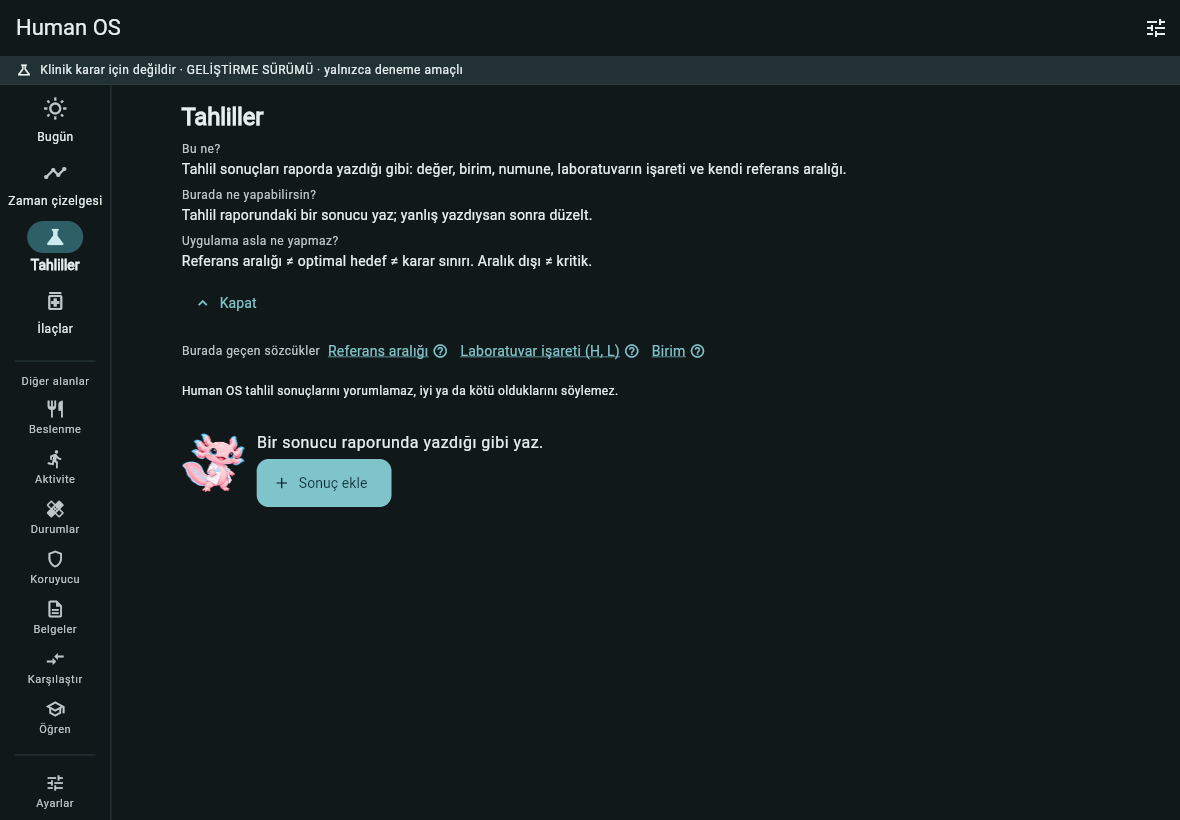 Human OS
Klinik karar için değildir · GELİŞTİRME SÜRÜMÜ · yalnızca deneme amaçlı
Bugün
Zaman çizelgesi
Tahliller
İlaçlar
Diğer alanlar
Beslenme
Aktivite
Durumlar
Koruyucu
Belgeler
Karşılaştır
Öğren
Ayarlar
Tahliller
Bu ne?
Tahlil sonuçları raporda yazdığı gibi: değer, birim, numune, laboratuvarın işareti ve kendi referans aralığı.
Burada ne yapabilirsin?
Tahlil raporundaki bir sonucu yaz; yanlış yazdıysan sonra düzelt.
Uygulama asla ne yapmaz?
Referans aralığı ≠ optimal hedef ≠ karar sınırı. Aralık dışı ≠ kritik.
Kapat
Burada geçen sözcükler Referans aralığı Laboratuvar işareti (H, L) Birim
Human OS tahlil sonuçlarını yorumlamaz, iyi ya da kötü olduklarını söylemez.
Bir sonucu raporunda yazdığı gibi yaz.
+ Sonuç ekle